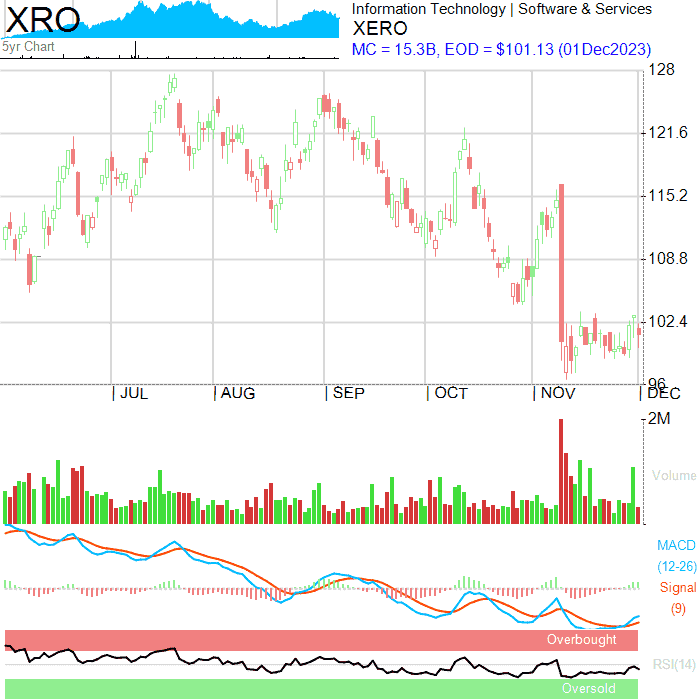 XRO
5yr Chart
Information Technology | Software & Services
XERO
MC = 15.3B, EOD = $101.13 (01Dec2023)
128
121.6
115.2
108.8
102.4
96
JUL AUG SEP OCT NOV DEC
2M
Volume
MACD
(12-26)
Signal
(9)
Overbought
RSI(14)
Oversold